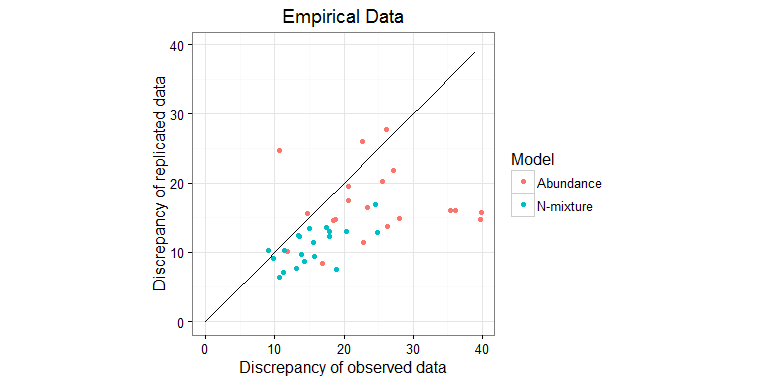 Empirical Data
Discrepancy of replicated data
40
30
20
10
0
0 10 20 30 40
Discrepancy of observed data
Model
Abundance
N-mixture